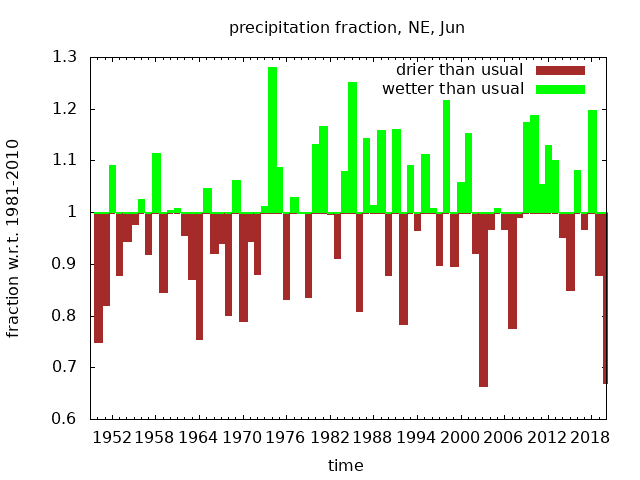 precipitation fraction, NE, Jun
drier than usual
wetter than usual
1.3
1.2
1.1
1
0.9
0.8
0.7
0.6
fraction w.r.t. 1981-2010
1952 1958 1964 1970 1976 1982 1988 1994 2000 2006 2012 2018
time